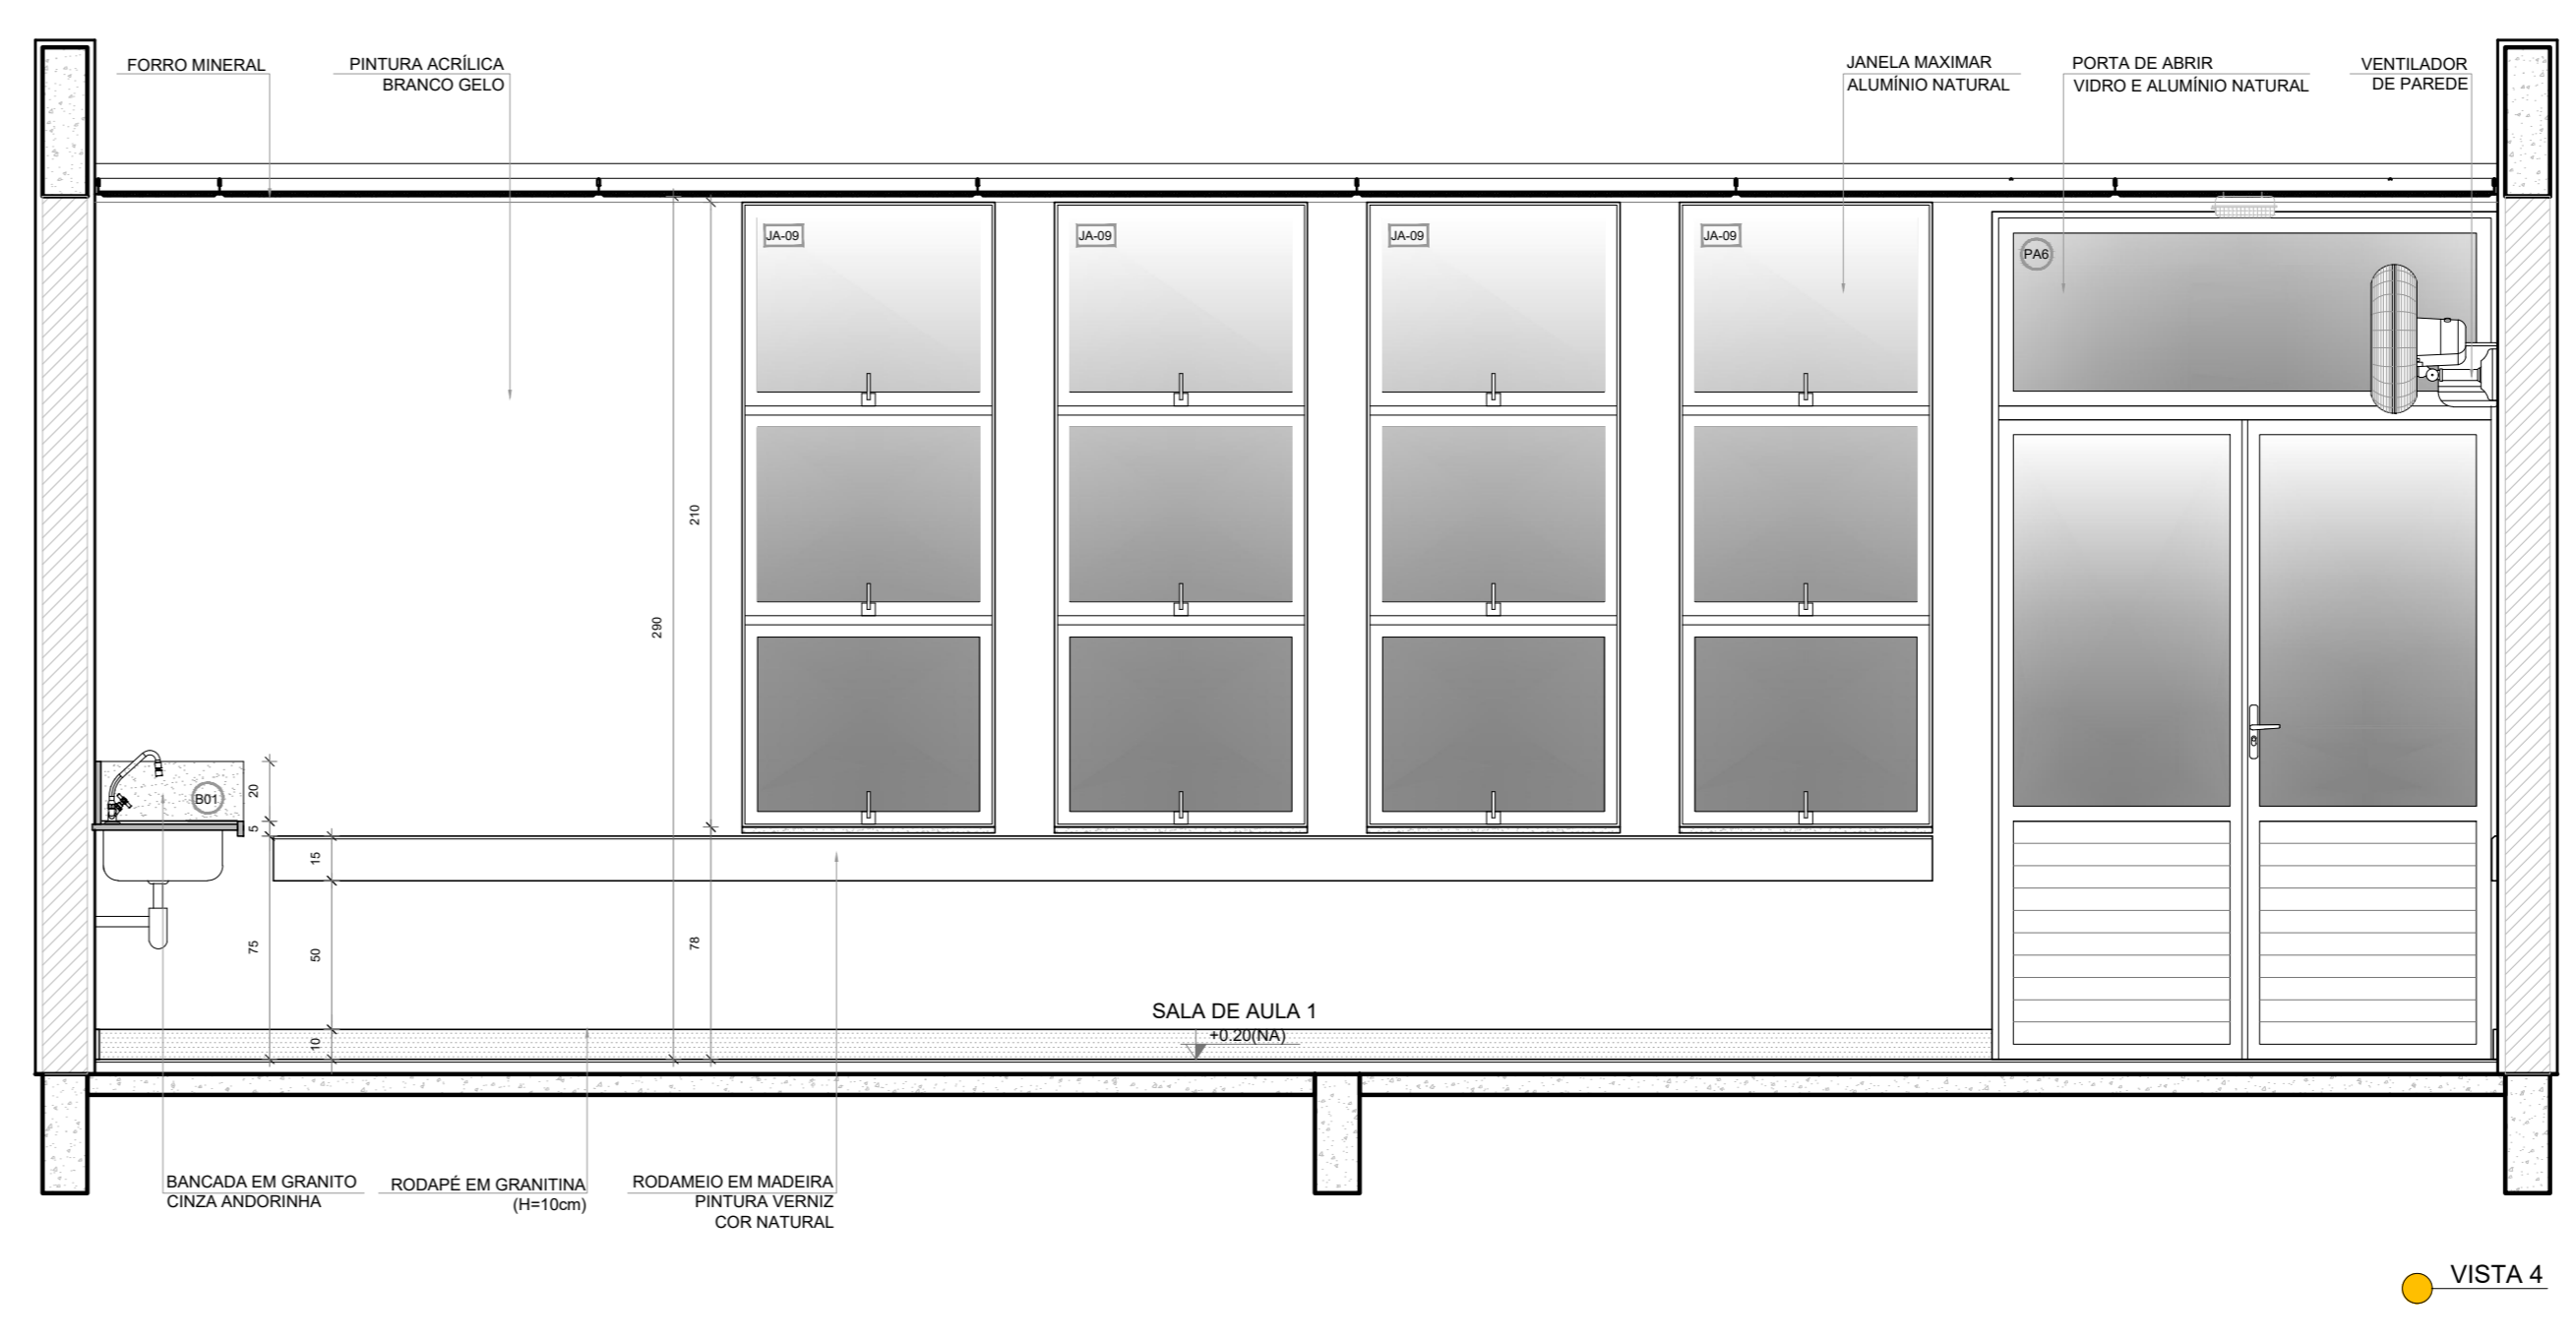 FORRO MINERAL
PINTURA ACRÍLICA
BRANCO GELO
JANELA MAXIMAR
ALUMÍNIO NATURAL
PORTA DE ABRIR
VIDRO E ALUMÍNIO NATURAL
VENTILADOR
DE PAREDE
JA-09
JA-09
JA-09
JA-09
PA6
210
290
B01
20
5
15
75
50
78
10
SALA DE AULA 1
+0.20(NA)
BANCADA EM GRANITO
CINZA ANDORINHA
RODAPÉ EM GRANITINA
(H=10cm)
RODAMEIO EM MADEIRA
PINTURA VERNIZ
COR NATURAL
VISTA 4